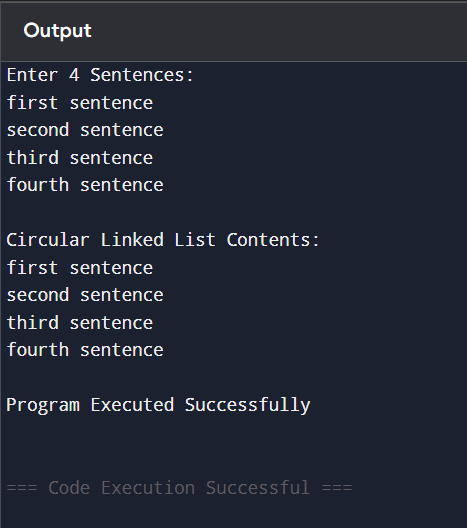 Output
Enter 4 Sentences:
first sentence
second sentence
third sentence
fourth sentence
Circular Linked List Contents:
first sentence
second sentence
third sentence
fourth sentence
Program Executed Successfully
=== Code Execution Successful ===